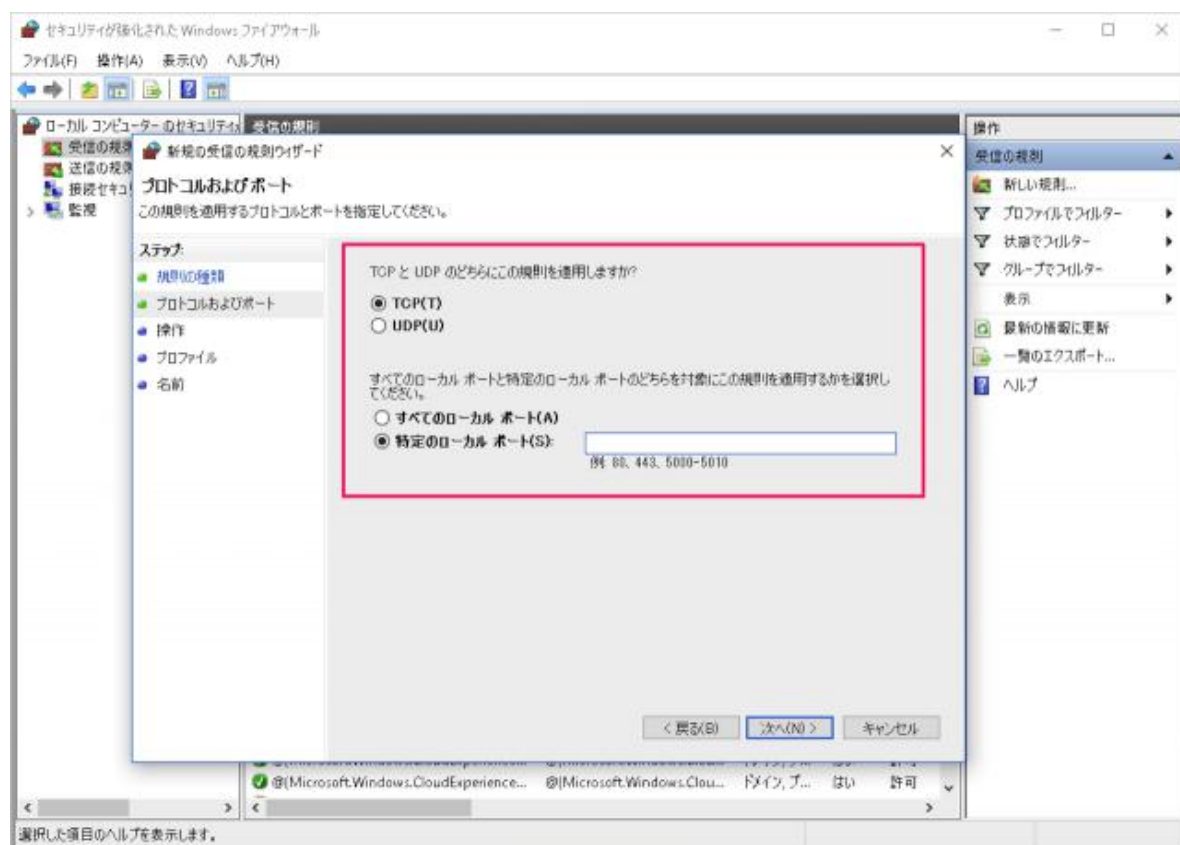 セキュリティが強化された Windows ファイアウォール
ファイル(F) 操作(A) 表示(V) ヘルプ(H)
ローカル コンピューター のセキュリティ
受信の規則
送信の規則
接続セキュ
監視
受信の規則
新規の受信の規則ウィザード
プロトコルおよびポート
この規則を適用するプロトコルとポートを指定してください。
ステップ:
規則の種類
プロトコルおよびポート
操作
プロファイル
名前
TCP と UDP のどちらにこの規則を適用しますか?
TCP(T)
UDP(U)
すべてのローカル ポートと特定のローカル ポートのどちらを対象にこの規則を適用するかを選択し
てください。
すべてのローカル ポート(A)
特定のローカル ポート(S):
例: 80、443、5000-5010
< 戻る(B) 次へ(N) > キャンセル
@{Microsoft.Windows.CloudExperience... @{Microsoft.Windows.Clou... ドメイン, プ... はい 許可
操作
受信の規則
新しい規則...
プロファイルでフィルター
状態でフィルター
グループでフィルター
表示
最新の情報に更新
一覧のエクスポート...
ヘルプ
選択した項目のヘルプを表示します。